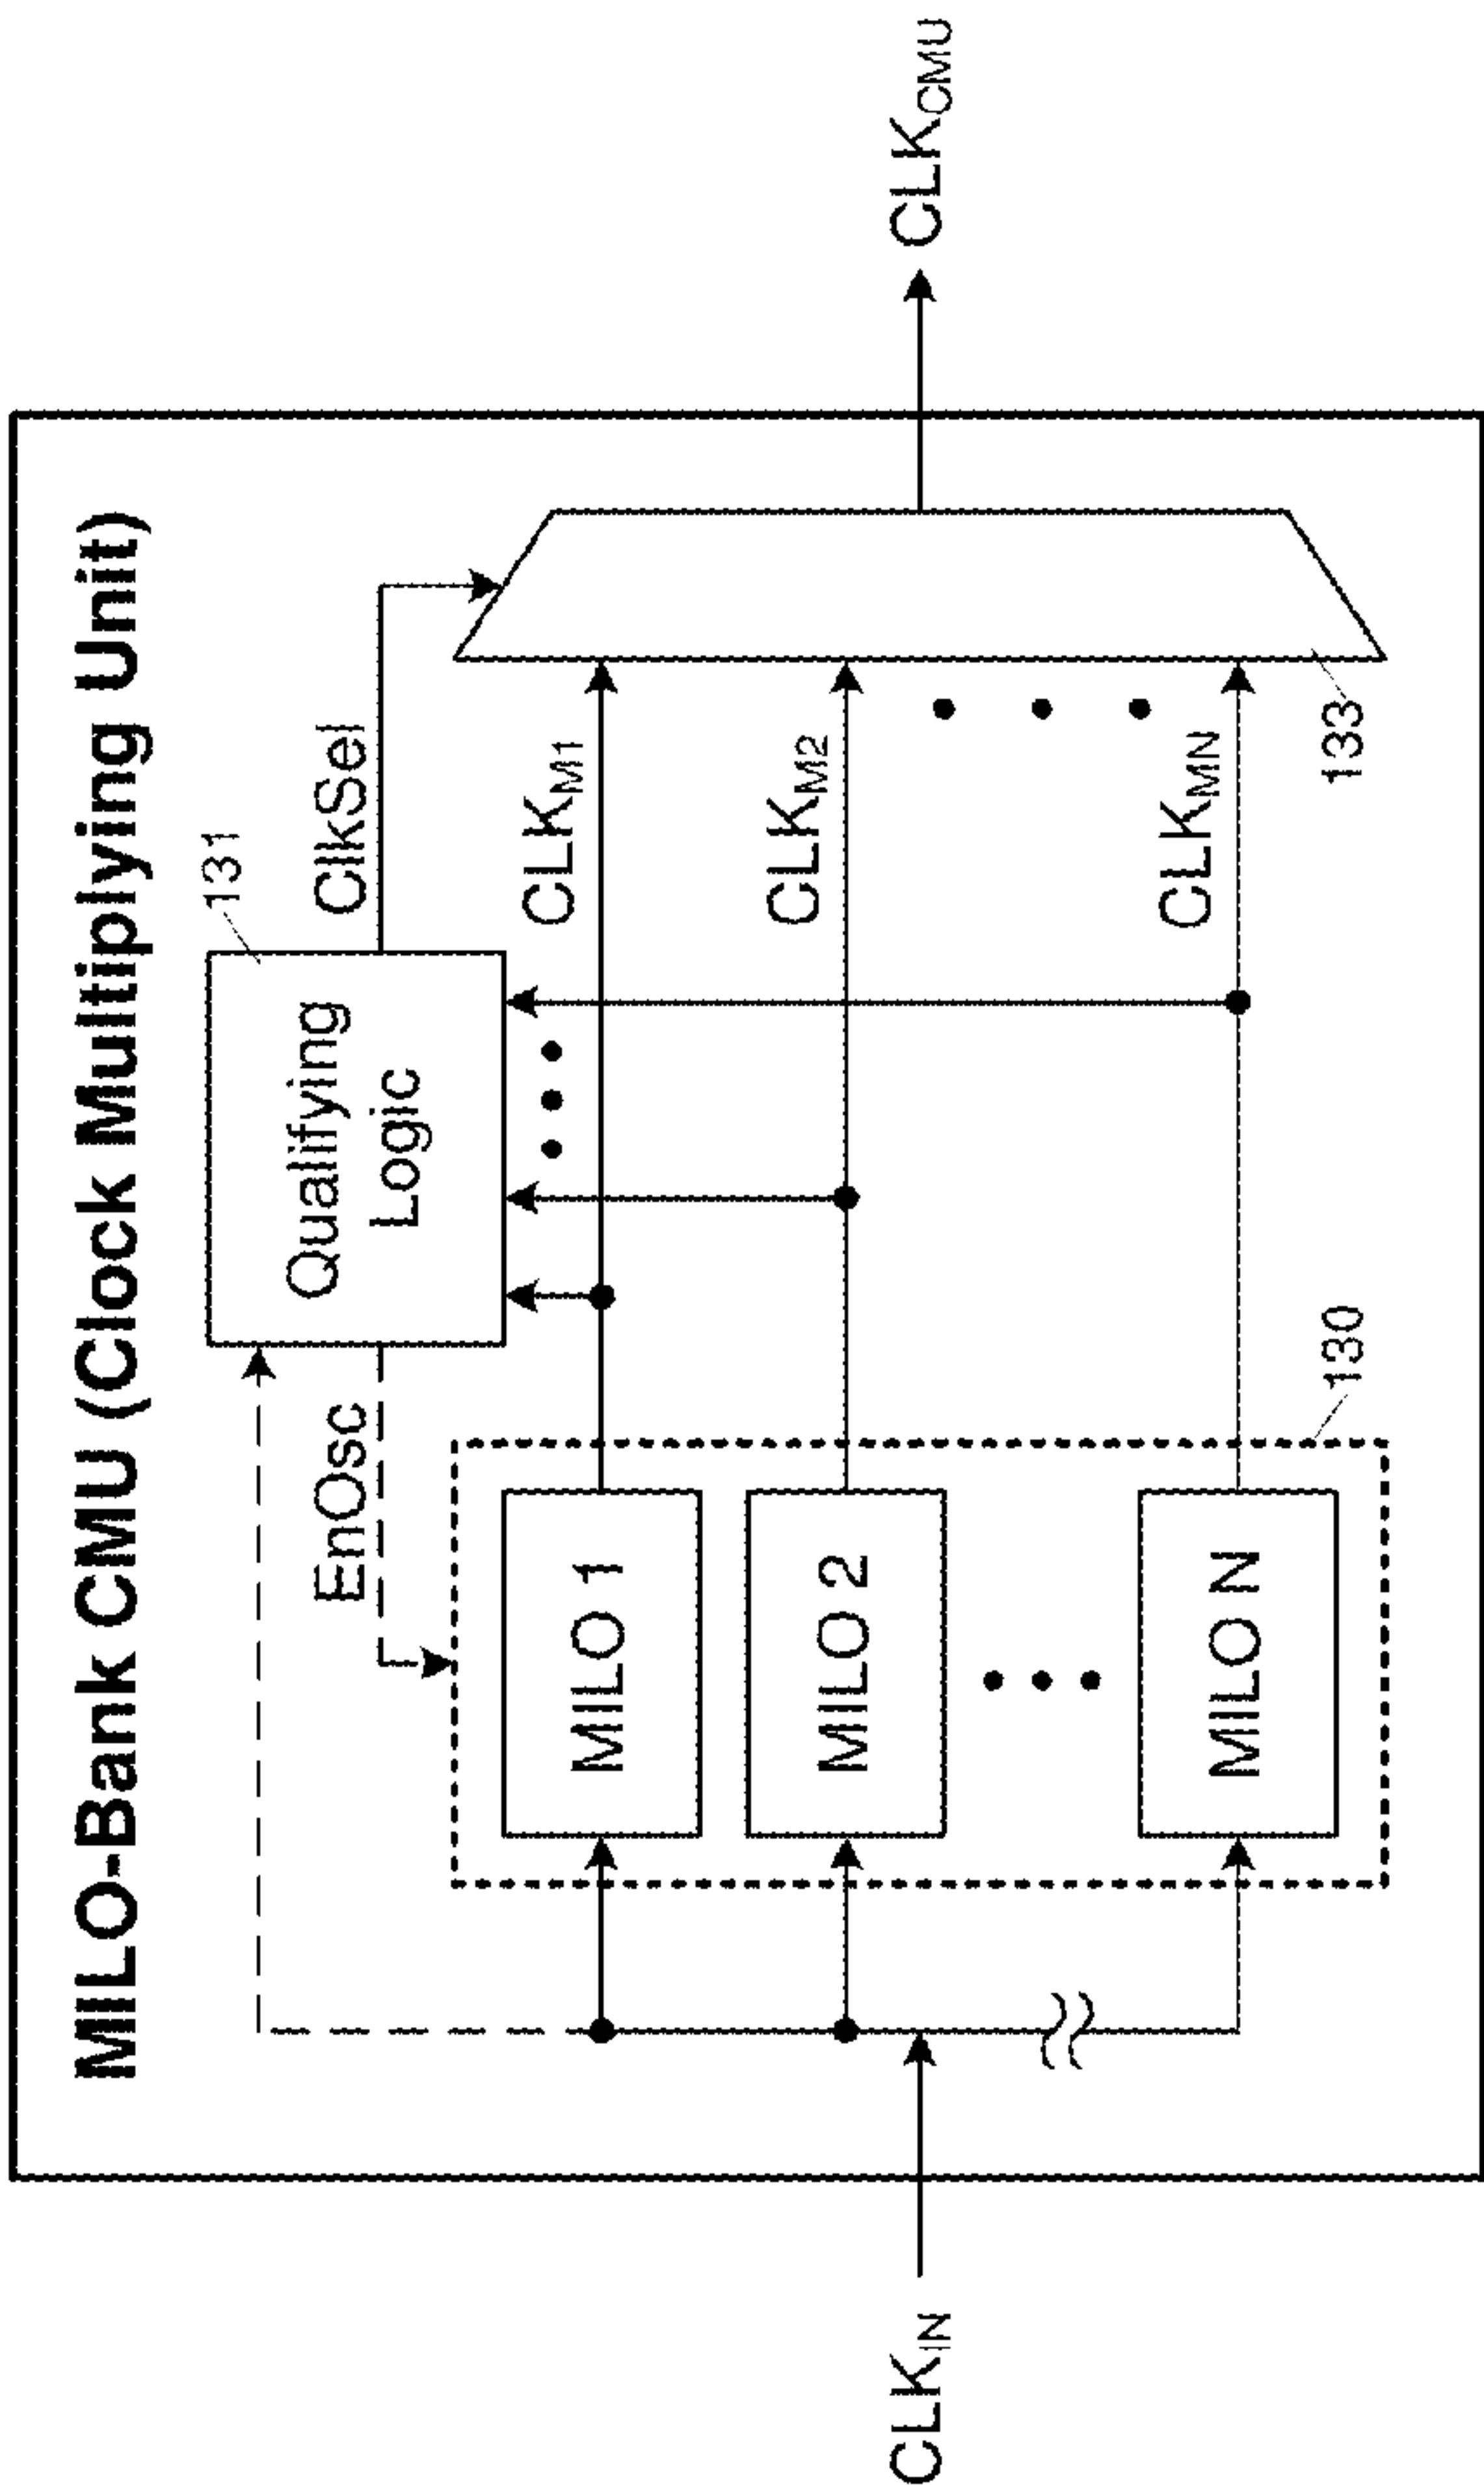 MILO-Bank CMU (Clock Multiplying Unit)
131
Qualifying
Logic
EnOsc
ClkSel
MILO 1
CLKM1
MILO 2
CLKM2
CLKIN
CLKCMU
MILO N
CLKMN
130
133